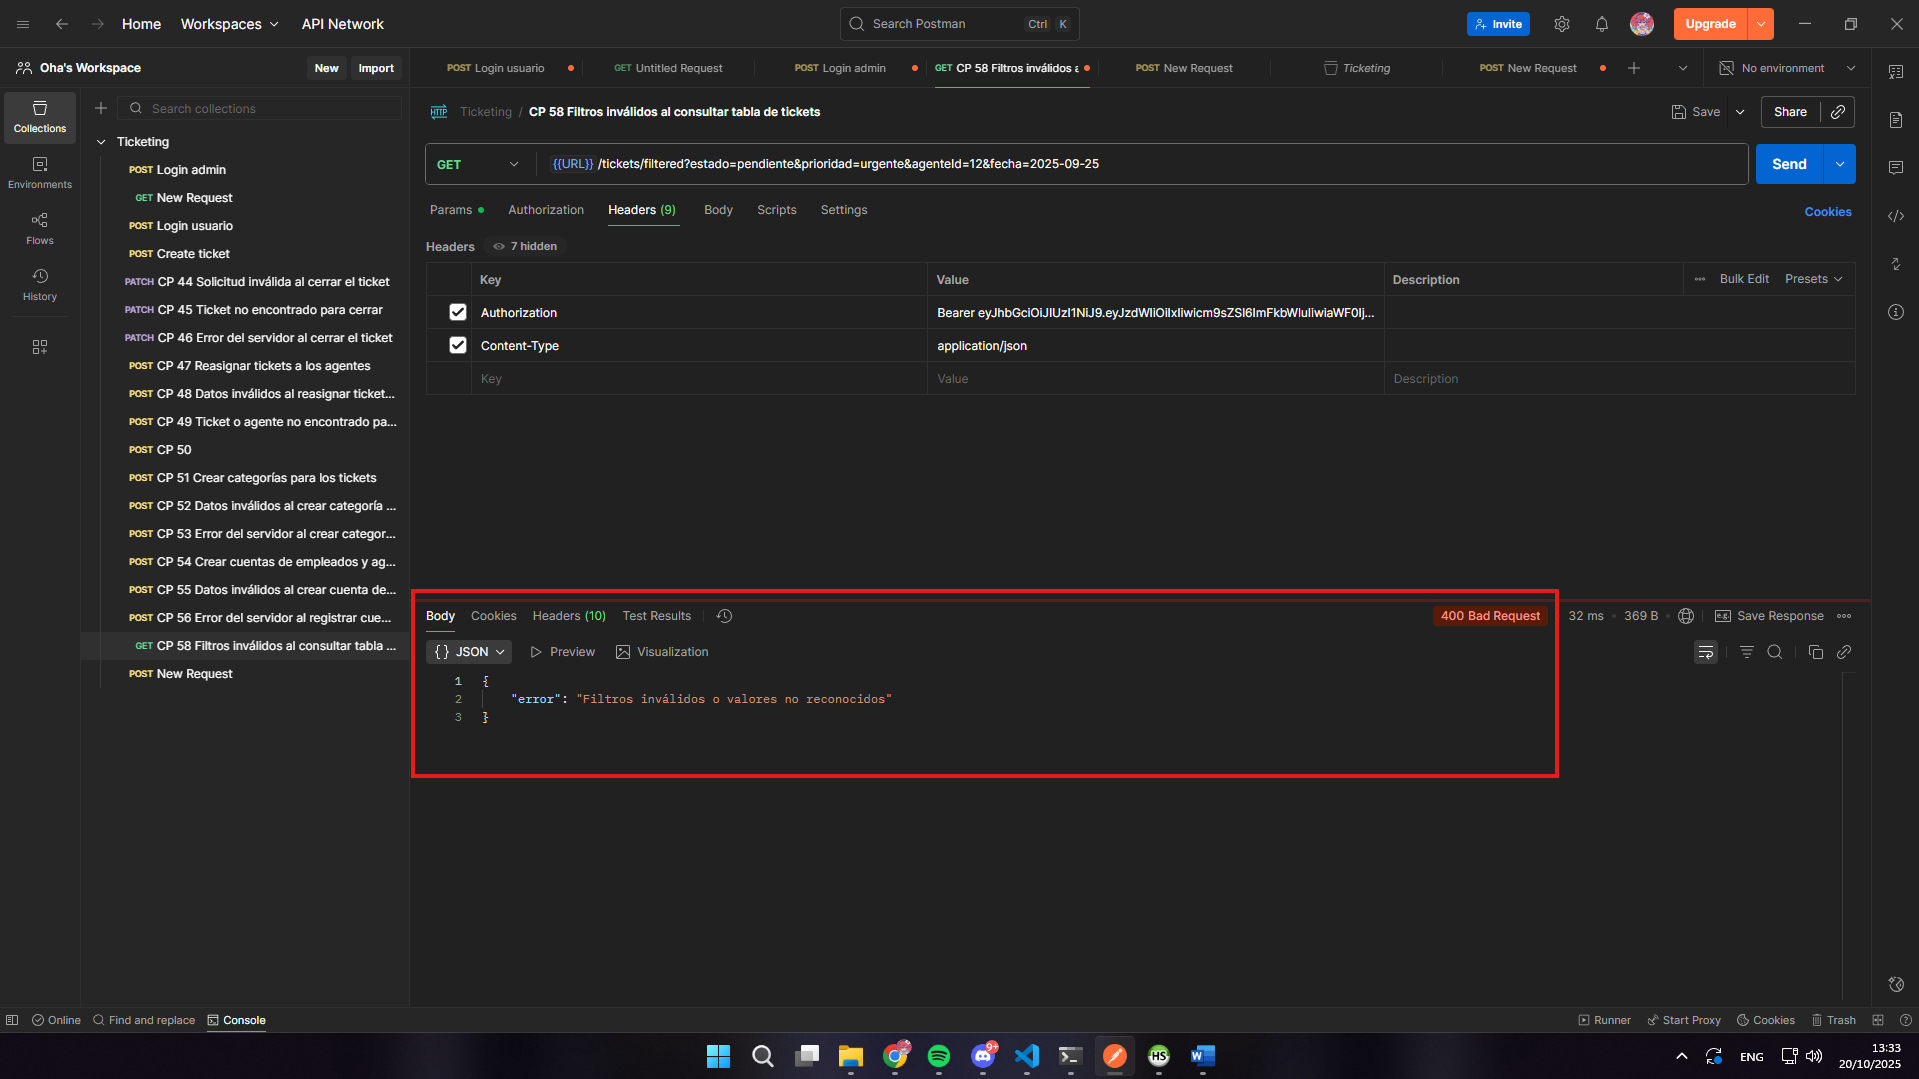 Home
Workspaces
API Network
Search Postman
Ctrl
K
Invite
Upgrade
Oha's Workspace
New
Import
POST Login usuario
GET Untitled Request
POST Login admin
GET CP 58 Filtros inválidos a
POST New Request
Ticketing
POST New Request
No environment
Collections
Environments
Flows
History
Search collections
Ticketing
POST Login admin
GET New Request
POST Login usuario
POST Create ticket
PATCH CP 44 Solicitud inválida al cerrar el ticket
PATCH CP 45 Ticket no encontrado para cerrar
PATCH CP 46 Error del servidor al cerrar el ticket
POST CP 47 Reasignar tickets a los agentes
POST CP 48 Datos inválidos al reasignar ticket...
POST CP 49 Ticket o agente no encontrado pa...
POST CP 50
POST CP 51 Crear categorías para los tickets
POST CP 52 Datos inválidos al crear categoría ...
POST CP 53 Error del servidor al crear categor...
POST CP 54 Crear cuentas de empleados y ag...
POST CP 55 Datos inválidos al crear cuenta de...
POST CP 56 Error del servidor al registrar cue...
GET CP 58 Filtros inválidos al consultar tabla ...
POST New Request
HTTP Ticketing / CP 58 Filtros inválidos al consultar tabla de tickets
Save
Share
GET
{{URL}} /tickets/filtered?estado=pendiente&prioridad=urgente&agenteId=12&fecha=2025-09-25
Send
Params
Authorization
Headers (9)
Body
Scripts
Settings
Cookies
Headers
7 hidden
Key
Value
Description
Bulk Edit
Presets
Authorization
Bearer eyJhbGciOiJIUzI1NiJ9.eyJzdWIiOiIxIiwicm9sZSI6ImFkbWluIiwiaWF0Ij...
Content-Type
application/json
Key
Value
Description
Body
Cookies
Headers (10)
Test Results
400 Bad Request
32 ms
369 B
Save Response
{} JSON
Preview
Visualization
1 {
2 "error": "Filtros inválidos o valores no reconocidos"
3 }
Online
Find and replace
Console
Runner
Start Proxy
Cookies
Trash
9+
HS
W
ENG
13:33
20/10/2025